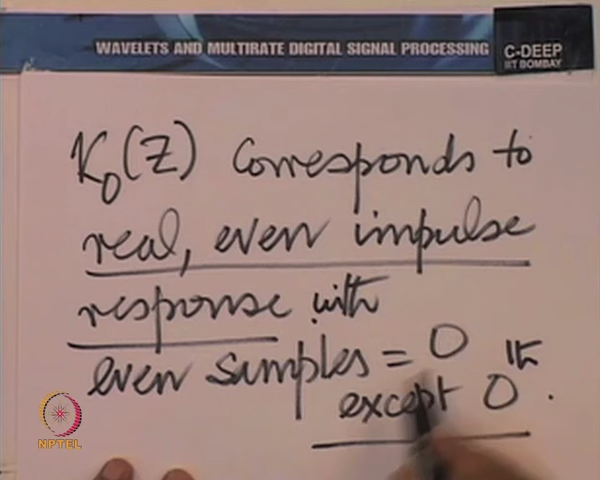 WAVELETS AND MULTIRATE DIGITAL SIGNAL PROCESSING
C-DEEP
IIT BOMBAY
K₀(Z) corresponds to
real, even impulse
response with
even samples = 0
except 0th.
NPTEL